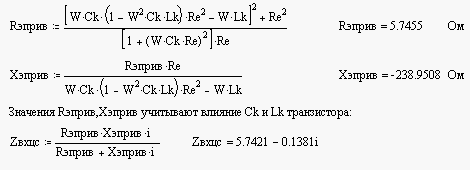 Rэприв := [W·Ck·(1 − W²·Ck·Lk)·Re² − W·Lk]² + Re² / [1 + (W·Ck·Re)²]·Re Rэприв = 5.7455 Ом
Xэприв := Rэприв·Re / W·Ck·(1 − W²·Ck·Lk)·Re² − W·Lk Xэприв = -238.9508 Ом
Значения Rэприв,Xэприв учитывают влияние Ck и Lk транзистора:
Zвхцс := Rэприв·Xэприв·i / Rэприв + Xэприв·i Zвхцс = 5.7421 − 0.1381i